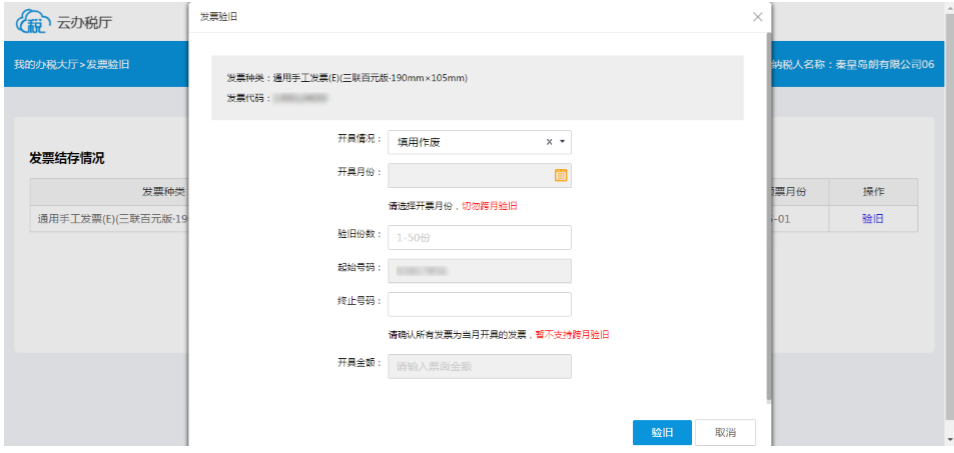 云办税厅
发票验旧
我的办税大厅>发票验旧
纳税人名称：秦皇岛朗有限公司06
发票种类：通用手工发票(E)(三联百元版-190mm×105mm)
发票代码：
开具情况： 填用作废
开具月份：
请选择开票月份，切勿跨月验旧
验旧份数： 1-50份
起始号码：
终止号码：
请确认所有发票为当月开具的发票，暂不支持跨月验旧
开具金额： 请输入票面金额
验旧 取消
发票结存情况
发票种类 票月份 操作
通用手工发票(E)(三联百元版-19 -01 验旧